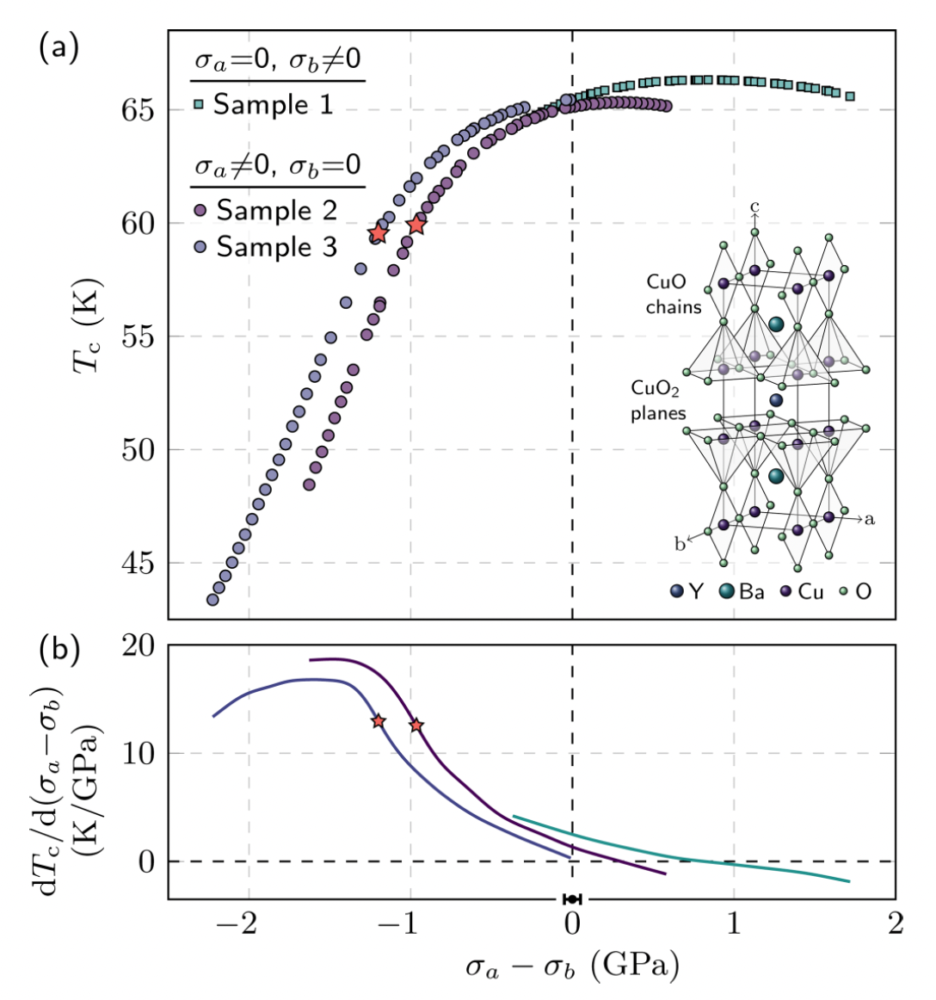 (a)
σa=0, σb≠0
Sample 1
σa≠0, σb=0
Sample 2
Sample 3
65
60
55
50
45
Tc (K)
c
CuO
chains
CuO2
planes
a
b
Y Ba Cu O
(b)
20
10
0
dTc/d(σa−σb)
(K/GPa)
−2 −1 0 1 2
σa − σb (GPa)